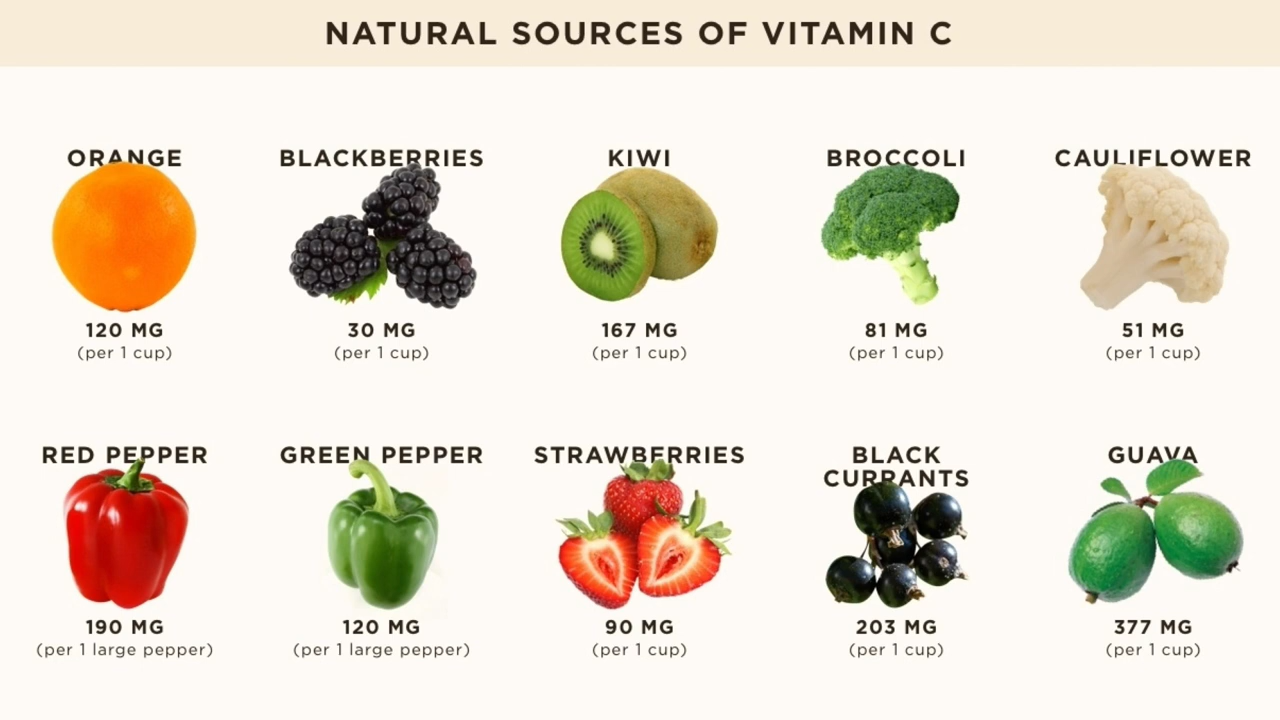 NATURAL SOURCES OF VITAMIN C
ORANGE
BLACKBERRIES
KIWI
BROCCOLI
CAULIFLOWER
120 MG
30 MG
167 MG
81 MG
51 MG
(per 1 cup)
(per 1 cup)
(per 1 cup)
(per 1 cup)
(per 1 cup)
RED PEPPER
GREEN PEPPER
STRAWBERRIES
BLACK
CURRANTS
GUAVA
190 MG
120 MG
90 MG
203 MG
377 MG
(per 1 large pepper)
(per 1 large pepper)
(per 1 cup)
(per 1 cup)
(per 1 cup)